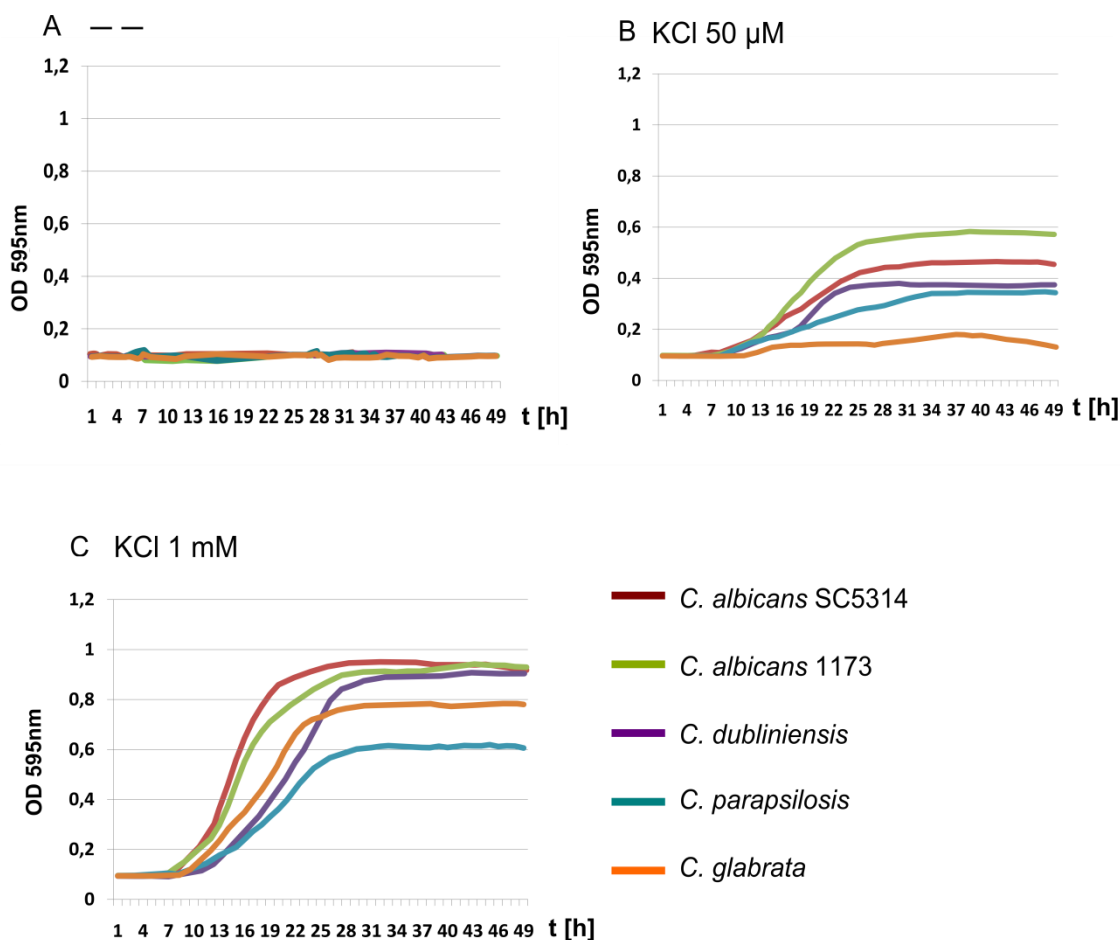 A — —
1,2
1
0,8
0,6
0,4
0,2
0
OD 595nm
1 4 7 10 13 16 19 22 25 28 31 34 37 40 43 46 49 t [h]
B KCl 50 µM
1,2
1
0,8
0,6
0,4
0,2
0
OD 595nm
1 4 7 10 13 16 19 22 25 28 31 34 37 40 43 46 49 t [h]
C KCl 1 mM
1,2
1
0,8
0,6
0,4
0,2
0
OD 595nm
1 4 7 10 13 16 19 22 25 28 31 34 37 40 43 46 49 t [h]
C. albicans SC5314
C. albicans 1173
C. dubliniensis
C. parapsilosis
C. glabrata